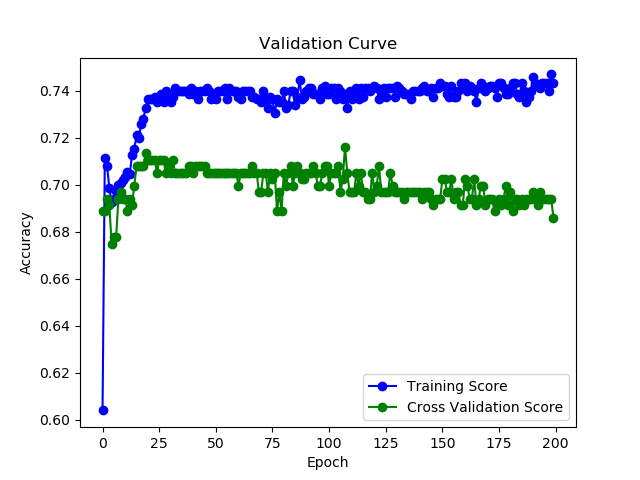 Validation Curve
0.74
0.72
0.70
0.68
0.66
0.64
0.62
0.60
Accuracy
0 25 50 75 100 125 150 175 200
Epoch
Training Score
Cross Validation Score